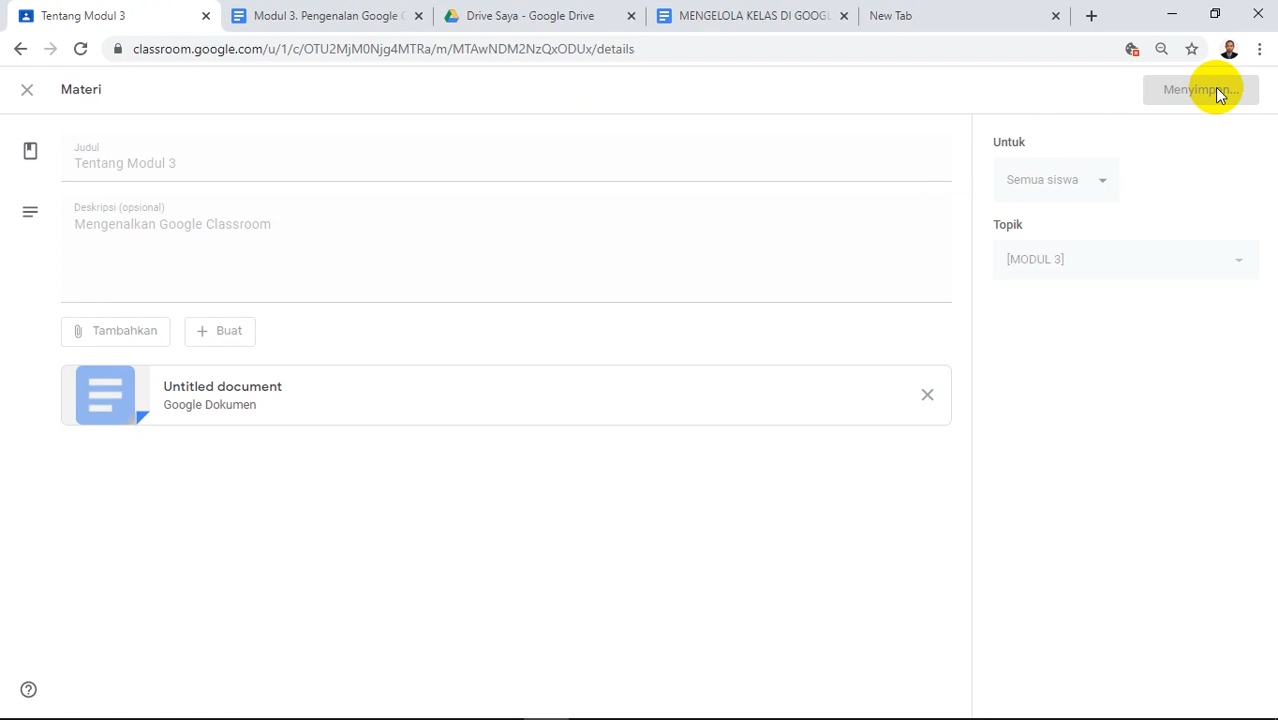 Tentang Modul 3
Modul 3. Pengenalan Google
Drive Saya - Google Drive
MENGELOLA KELAS DI GOOGL
New Tab
classroom.google.com/u/1/c/OTU2MjM0Njg4MTRa/m/MTAwNDM2NzQxODUx/details
Materi
Menyimpan...
Judul
Tentang Modul 3
Deskripsi (opsional)
Mengenalkan Google Classroom
Tambahkan
Buat
Untitled document
Google Dokumen
Untuk
Semua siswa
Topik
[MODUL 3]